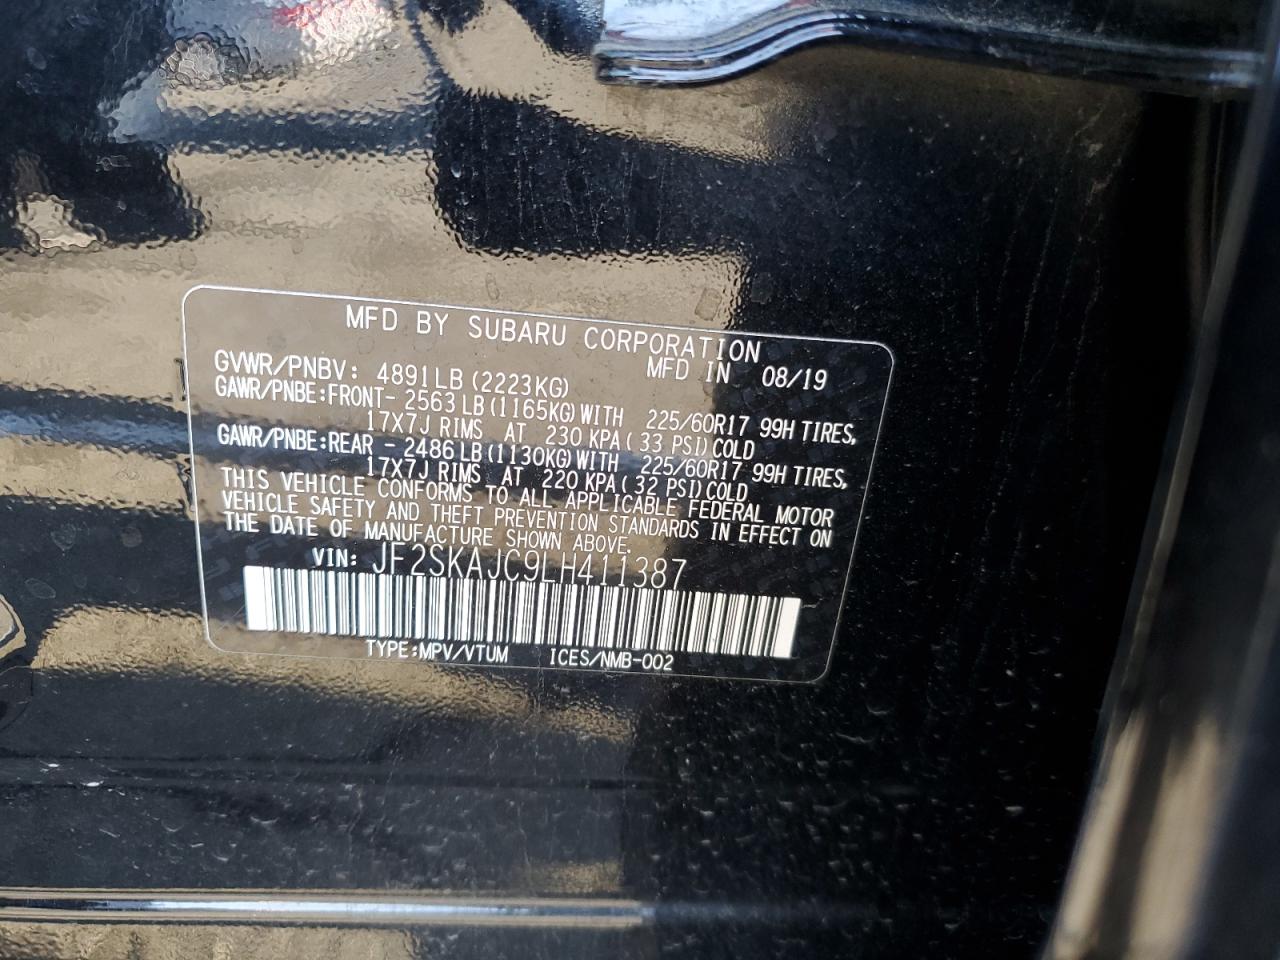 MFD BY SUBARU CORPORATION
MFD IN 08/19
GVWR/PNBV: 4891LB (2223KG)
GAWR/PNBE:FRONT- 2563LB (1165KG) WITH 225/60R17 99H TIRES,
17X7J RIMS AT 230 KPA ( 33 PSI) COLD
GAWR/PNBE:REAR - 2486LB (1130KG) WITH 225/60R17 99H TIRES,
17X7J RIMS AT 220 KPA ( 32 PSI) COLD
THIS VEHICLE CONFORMS TO ALL APPLICABLE FEDERAL MOTOR
VEHICLE SAFETY AND THEFT PREVENTION STANDARDS IN EFFECT ON
THE DATE OF MANUFACTURE SHOWN ABOVE.
VIN: JF2SKAJC9LH411387
TYPE:MPV/VTUM ICES/NMB-002